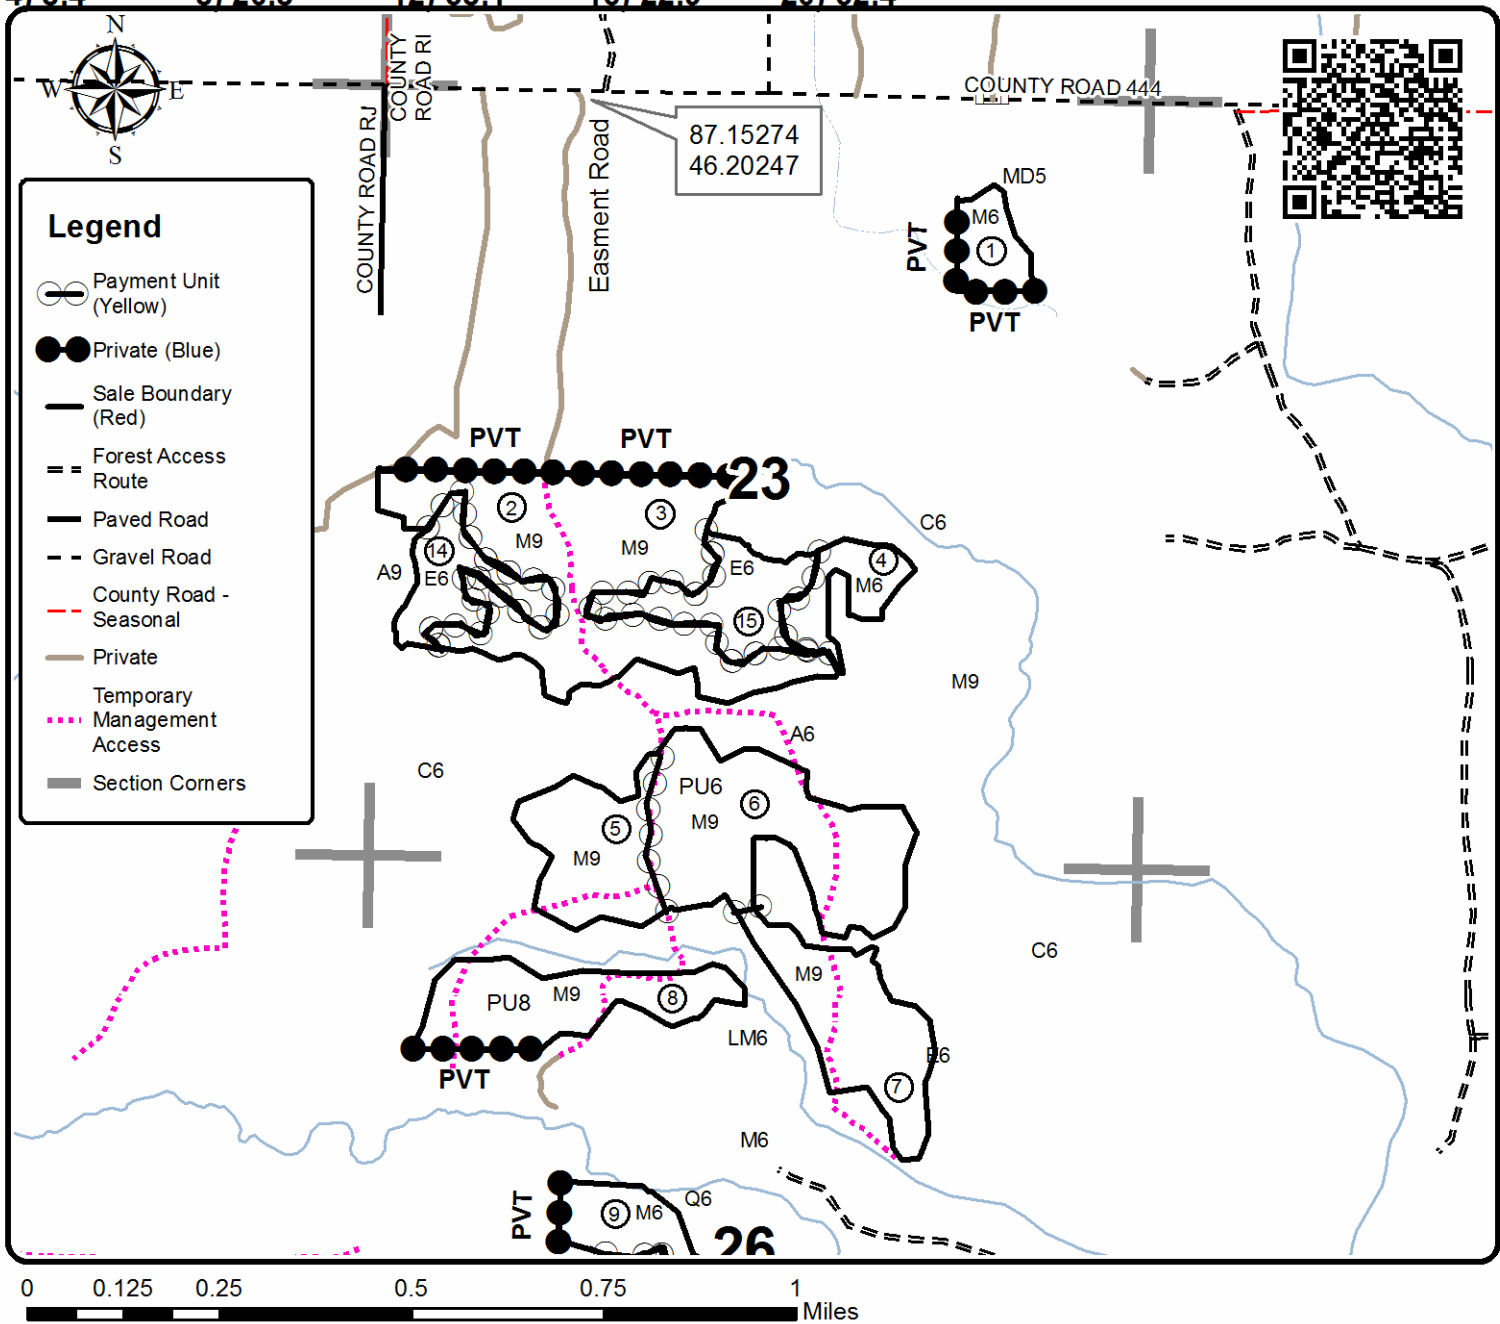 N
W E
S
COUNTY
ROAD RI
COUNTY ROAD RJ
Easment Road
87.15274
46.20247
COUNTY ROAD 444
MD5
M6
1
PVT
PVT
Legend
Payment Unit
(Yellow)
Private (Blue)
Sale Boundary
(Red)
Forest Access
Route
Paved Road
Gravel Road
County Road -
Seasonal
Private
Temporary
Management
Access
Section Corners
PVT
PVT
23
2
3
M9
M9
14
A9
E6
E6
15
4
M6
C6
M9
A6
C6
PU6
6
M9
5
M9
C6
M9
PU8
M9
8
LM6
E6
7
PVT
M6
PVT
9
M6
Q6
26
0 0.125 0.25 0.5 0.75 1
Miles